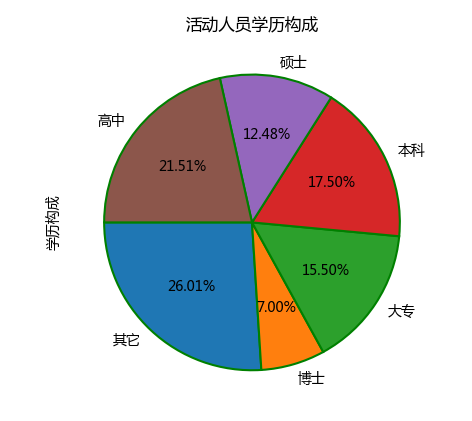 活动人员学历构成
硕士
高中
12.48%
本科
21.51%
17.50%
学历构成
15.50%
26.01%
7.00%
大专
其它
博士